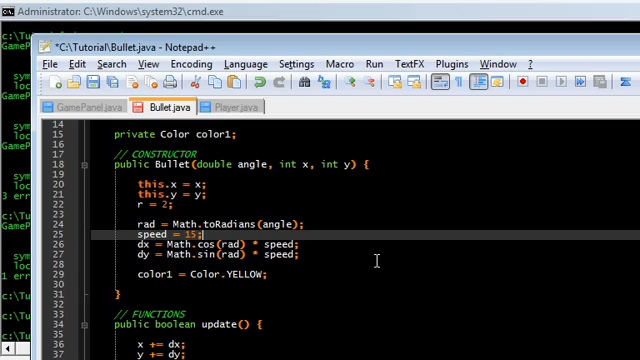 Administrator: C:\Windows\system32\cmd.exe
*C:\Tutorial\Bullet.java - Notepad++
File Edit Search View Encoding Language Settings Macro Run TextFX Plugins Window ?
GamePanel.java Bullet.java Player.java
14
15 private Color color1;
16
17 // CONSTRUCTOR
18 public Bullet(double angle, int x, int y) {
19
20 this.x = x;
21 this.y = y;
22 r = 2;
23
24 rad = Math.toRadians(angle);
25 speed = 15;
26 dx = Math.cos(rad) * speed;
27 dy = Math.sin(rad) * speed;
28
29 color1 = Color.YELLOW;
30
31 }
32
33 // FUNCTIONS
34 public boolean update() {
35
36 x += dx;
37 y += dy;